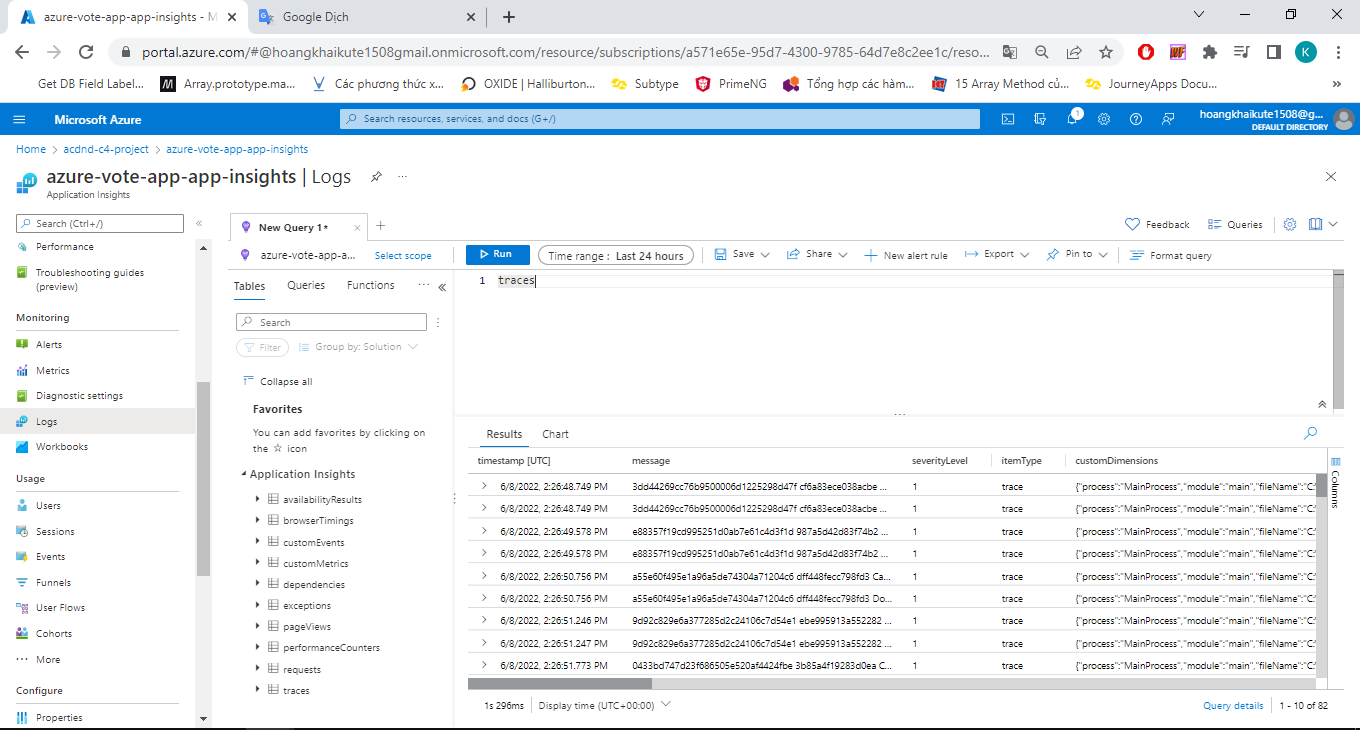 azure-vote-app-app-insights - M
Google Dịch
portal.azure.com/#@hoangkhaikute1508gmail.onmicrosoft.com/resource/subscriptions/a571e65e-95d7-4300-9785-64d7e8c2ee1c/reso...
K
Get DB Field Label...
Array.prototype.ma...
Các phương thức x...
OXIDE | Halliburton...
Subtype
PrimeNG
Tổng hợp các hàm...
15 Array Method củ...
JourneyApps Docu...
Microsoft Azure
Search resources, services, and docs (G+/)
1
hoangkhaikute1508@g...
DEFAULT DIRECTORY
Home > acdnd-c4-project > azure-vote-app-app-insights
azure-vote-app-app-insights | Logs
Application Insights
Search (Ctrl+/)
Performance
Troubleshooting guides
(preview)
Monitoring
Alerts
Metrics
Diagnostic settings
Logs
Workbooks
Usage
Users
Sessions
Events
Funnels
User Flows
Cohorts
More
Configure
Properties
New Query 1*
Feedback
Queries
azure-vote-app-a...
Select scope
Run
Time range : Last 24 hours
Save
Share
New alert rule
Export
Pin to
Format query
Tables
Queries
Functions
Search
Filter
Group by: Solution
Collapse all
Favorites
You can add favorites by clicking on
the ☆ icon
Application Insights
availabilityResults
browserTimings
customEvents
customMetrics
dependencies
exceptions
pageViews
performanceCounters
requests
traces
1 traces
Results
Chart
timestamp [UTC] message severityLevel itemType customDimensions
6/8/2022, 2:26:48.749 PM 3dd44269cc76b9500006d1225298d47f cf6a83ece038acbe ... 1 trace {"process":"MainProcess","module":"main","fileName":"C:\
6/8/2022, 2:26:48.749 PM 3dd44269cc76b9500006d1225298d47f cf6a83ece038acbe ... 1 trace {"process":"MainProcess","module":"main","fileName":"C:\
6/8/2022, 2:26:49.578 PM e88357f19cd995251d0ab7e61c4d3f1d 987a5d42d83f74b2 ... 1 trace {"process":"MainProcess","module":"main","fileName":"C:\
6/8/2022, 2:26:49.578 PM e88357f19cd995251d0ab7e61c4d3f1d 987a5d42d83f74b2 ... 1 trace {"process":"MainProcess","module":"main","fileName":"C:\
6/8/2022, 2:26:50.756 PM a55e60f495e1a96a5de74304a71204c6 dff448fecc798fd3 Ca... 1 trace {"process":"MainProcess","module":"main","fileName":"C:\
6/8/2022, 2:26:50.756 PM a55e60f495e1a96a5de74304a71204c6 dff448fecc798fd3 Do... 1 trace {"process":"MainProcess","module":"main","fileName":"C:\
6/8/2022, 2:26:51.246 PM 9d92c829e6a377285d2c24106c7d54e1 ebe995913a552282 ... 1 trace {"process":"MainProcess","module":"main","fileName":"C:\
6/8/2022, 2:26:51.247 PM 9d92c829e6a377285d2c24106c7d54e1 ebe995913a552282 ... 1 trace {"process":"MainProcess","module":"main","fileName":"C:\
6/8/2022, 2:26:51.773 PM 0433bd747d23f686505e520af4424fbe 3b85a4f19283d0ea C... 1 trace {"process":"MainProcess","module":"main","fileName":"C:\
Columns
1s 296ms
Display time (UTC+00:00)
Query details
1 - 10 of 82